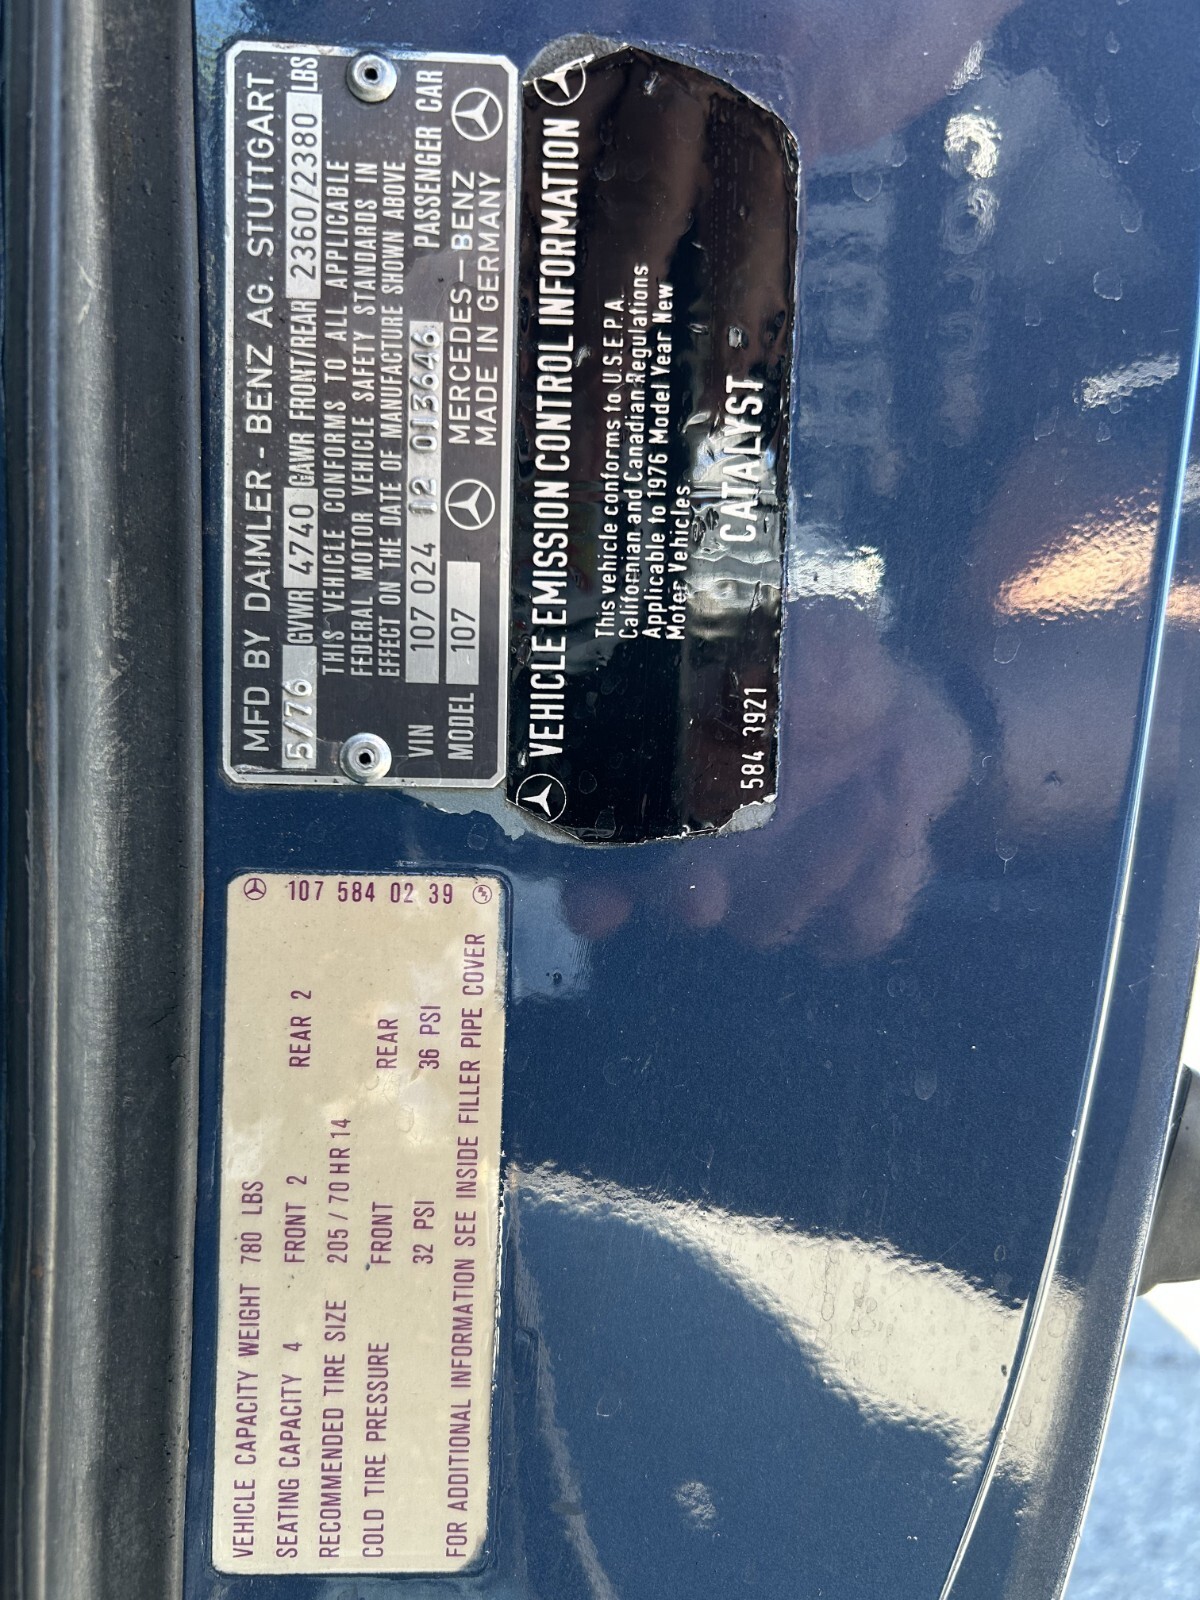 MFD BY DAIMLER-BENZ AG. STUTTGART
5/76 GVWR 4740 GAWR FRONT/REAR 2360/2380 LBS
THIS VEHICLE CONFORMS TO ALL APPLICABLE
FEDERAL MOTOR VEHICLE SAFETY STANDARDS IN
EFFECT ON THE DATE OF MANUFACTURE SHOWN ABOVE
VIN 107 024 12 013646 PASSENGER CAR
MODEL 107 MERCEDES-BENZ
MADE IN GERMANY
VEHICLE EMISSION CONTROL INFORMATION
This vehicle conforms to U.S.E.P.A.
Californian and Canadian Regulations
Applicable to 1976 Model Year New
Motor Vehicles.
CATALYST
584 3921
107 584 02 39
VEHICLE CAPACITY WEIGHT 780 LBS
SEATING CAPACITY 4 FRONT 2 REAR 2
RECOMMENDED TIRE SIZE 205/70 HR 14
COLD TIRE PRESSURE FRONT REAR
32 PSI 36 PSI
FOR ADDITIONAL INFORMATION SEE INSIDE FILLER PIPE COVER